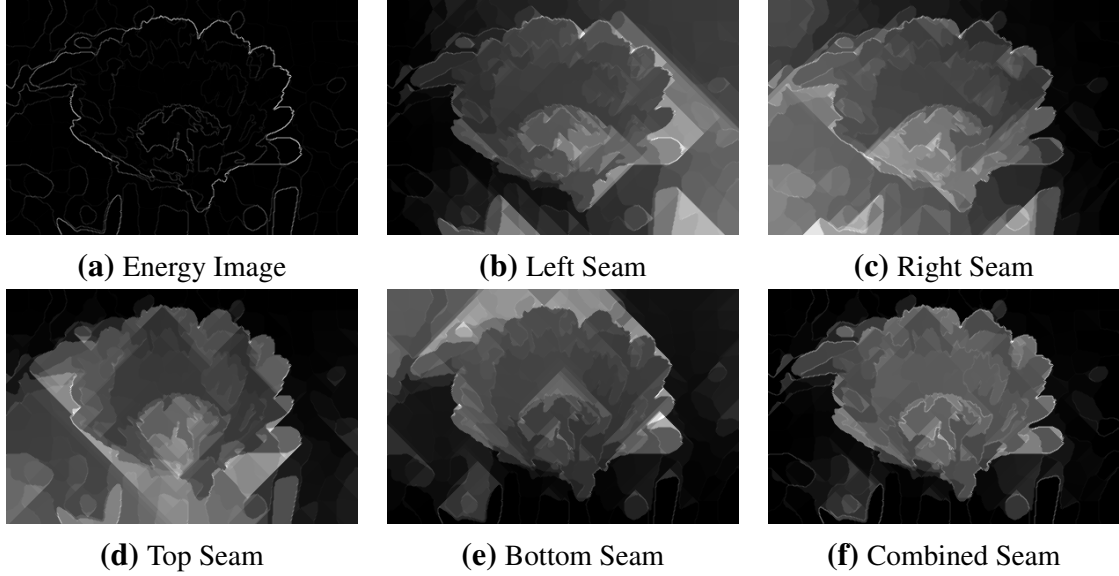 (a) Energy Image
(b) Left Seam
(c) Right Seam
(d) Top Seam
(e) Bottom Seam
(f) Combined Seam